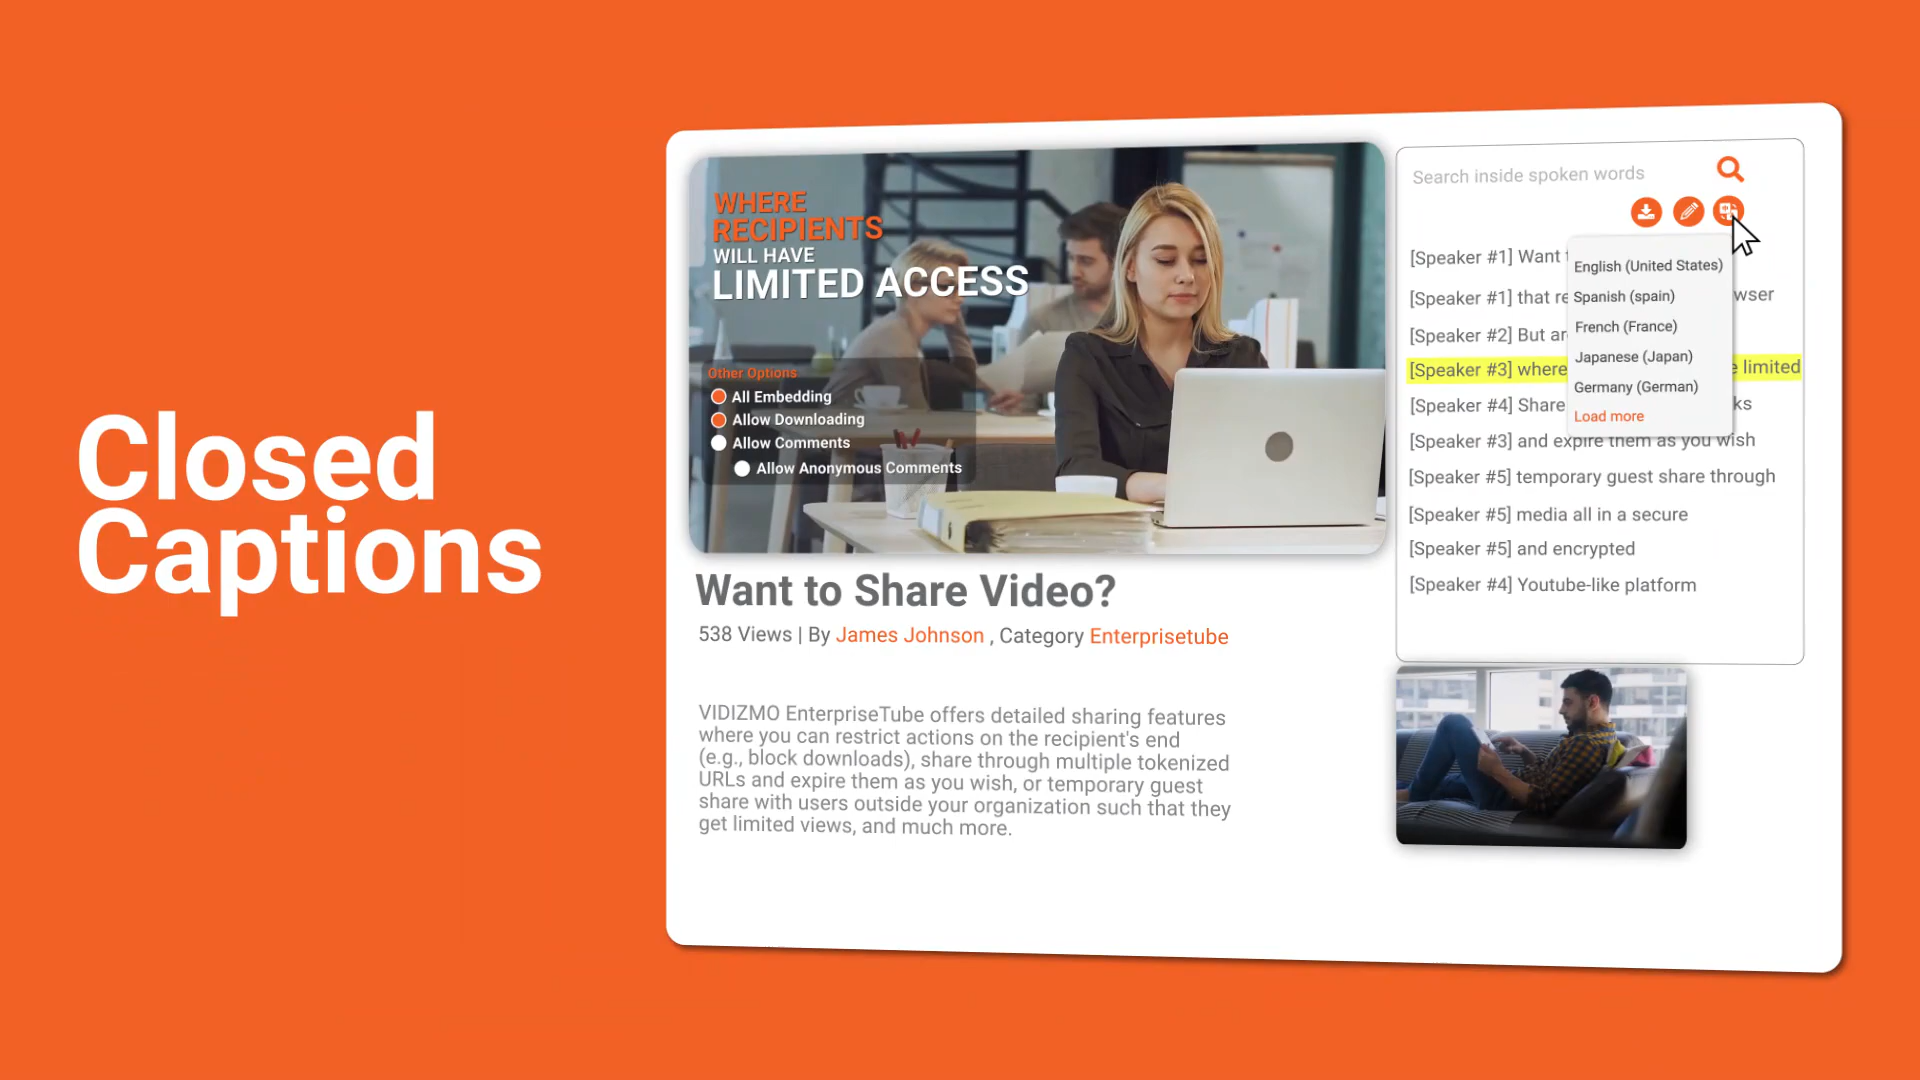 Closed
Captions
WHERE
RECIPIENTS
WILL HAVE
LIMITED ACCESS
Other Options
All Embedding
Allow Downloading
Allow Comments
Allow Anonymous Comments
Want to Share Video?
538 Views | By James Johnson , Category Enterprisetube
VIDIZMO EnterpriseTube offers detailed sharing features
where you can restrict actions on the recipient's end
(e.g., block downloads), share through multiple tokenized
URLs and expire them as you wish, or temporary guest
share with users outside your organization such that they
get limited views, and much more.
Search inside spoken words
[Speaker #1] Want
[Speaker #1] that
[Speaker #2] But
[Speaker #3] where limited
[Speaker #4] Share
[Speaker #3] and expire them as you wish
[Speaker #5] temporary guest share through
[Speaker #5] media all in a secure
[Speaker #5] and encrypted
[Speaker #4] Youtube-like platform
English (United States)
Spanish (spain)
French (France)
Japanese (Japan)
Germany (German)
Load more